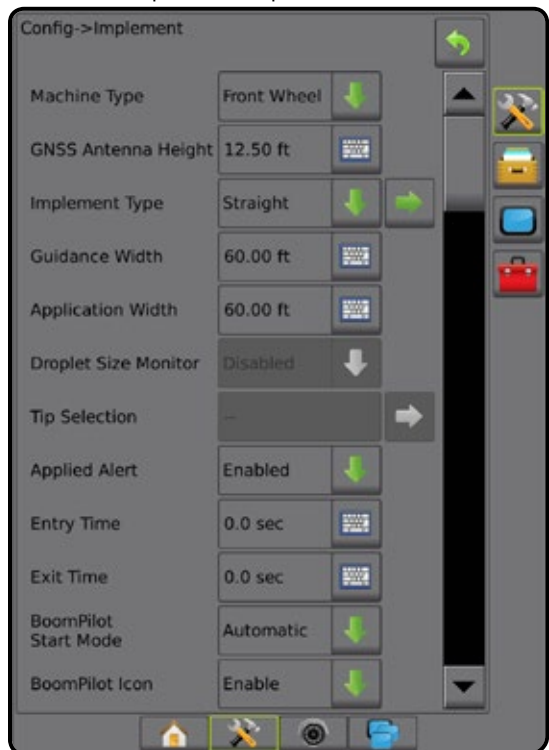 Config->Implement
Machine Type Front Wheel
GNSS Antenna Height 12.50 ft
Implement Type Straight
Guidance Width 60.00 ft
Application Width 60.00 ft
Droplet Size Monitor Disabled
Tip Selection --
Applied Alert Enabled
Entry Time 0.0 sec
Exit Time 0.0 sec
BoomPilot
Start Mode Automatic
BoomPilot Icon Enable